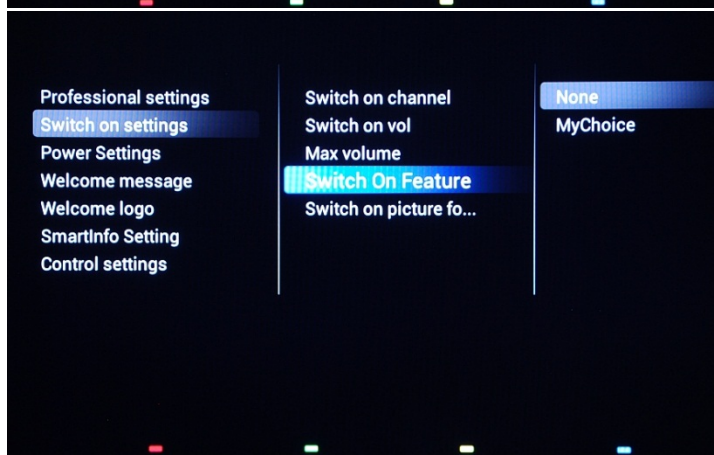 Professional settings
Switch on settings
Power Settings
Welcome message
Welcome logo
SmartInfo Setting
Control settings
Switch on channel
Switch on vol
Max volume
Switch On Feature
Switch on picture fo...
None
MyChoice